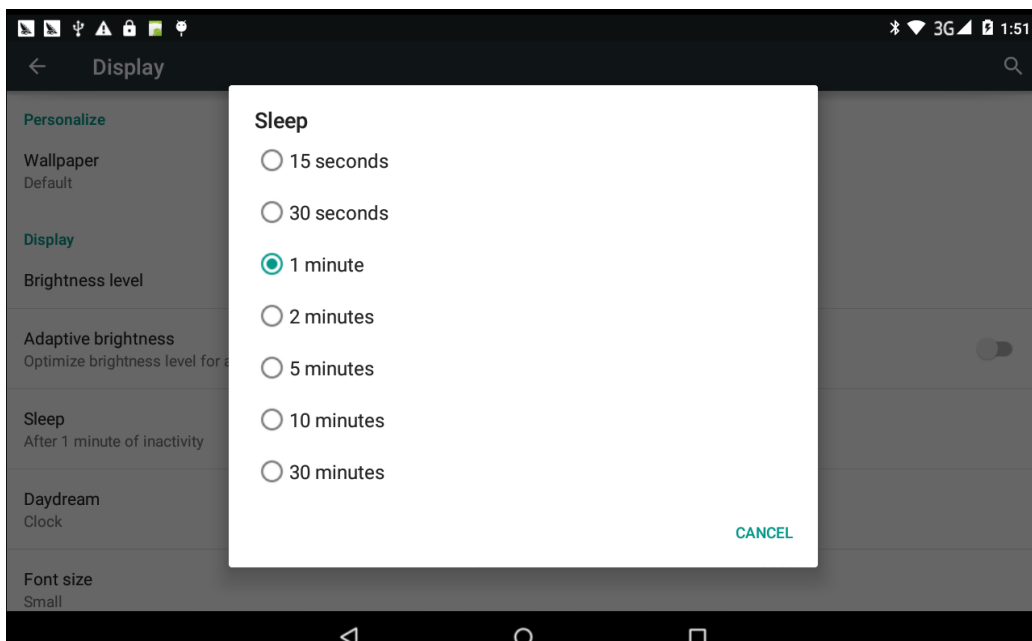 3G 1:51
Display
Personalize
Wallpaper
Default
Display
Brightness level
Adaptive brightness
Optimize brightness level for
Sleep
After 1 minute of inactivity
Daydream
Clock
Font size
Small
Sleep
15 seconds
30 seconds
1 minute
2 minutes
5 minutes
10 minutes
30 minutes
CANCEL